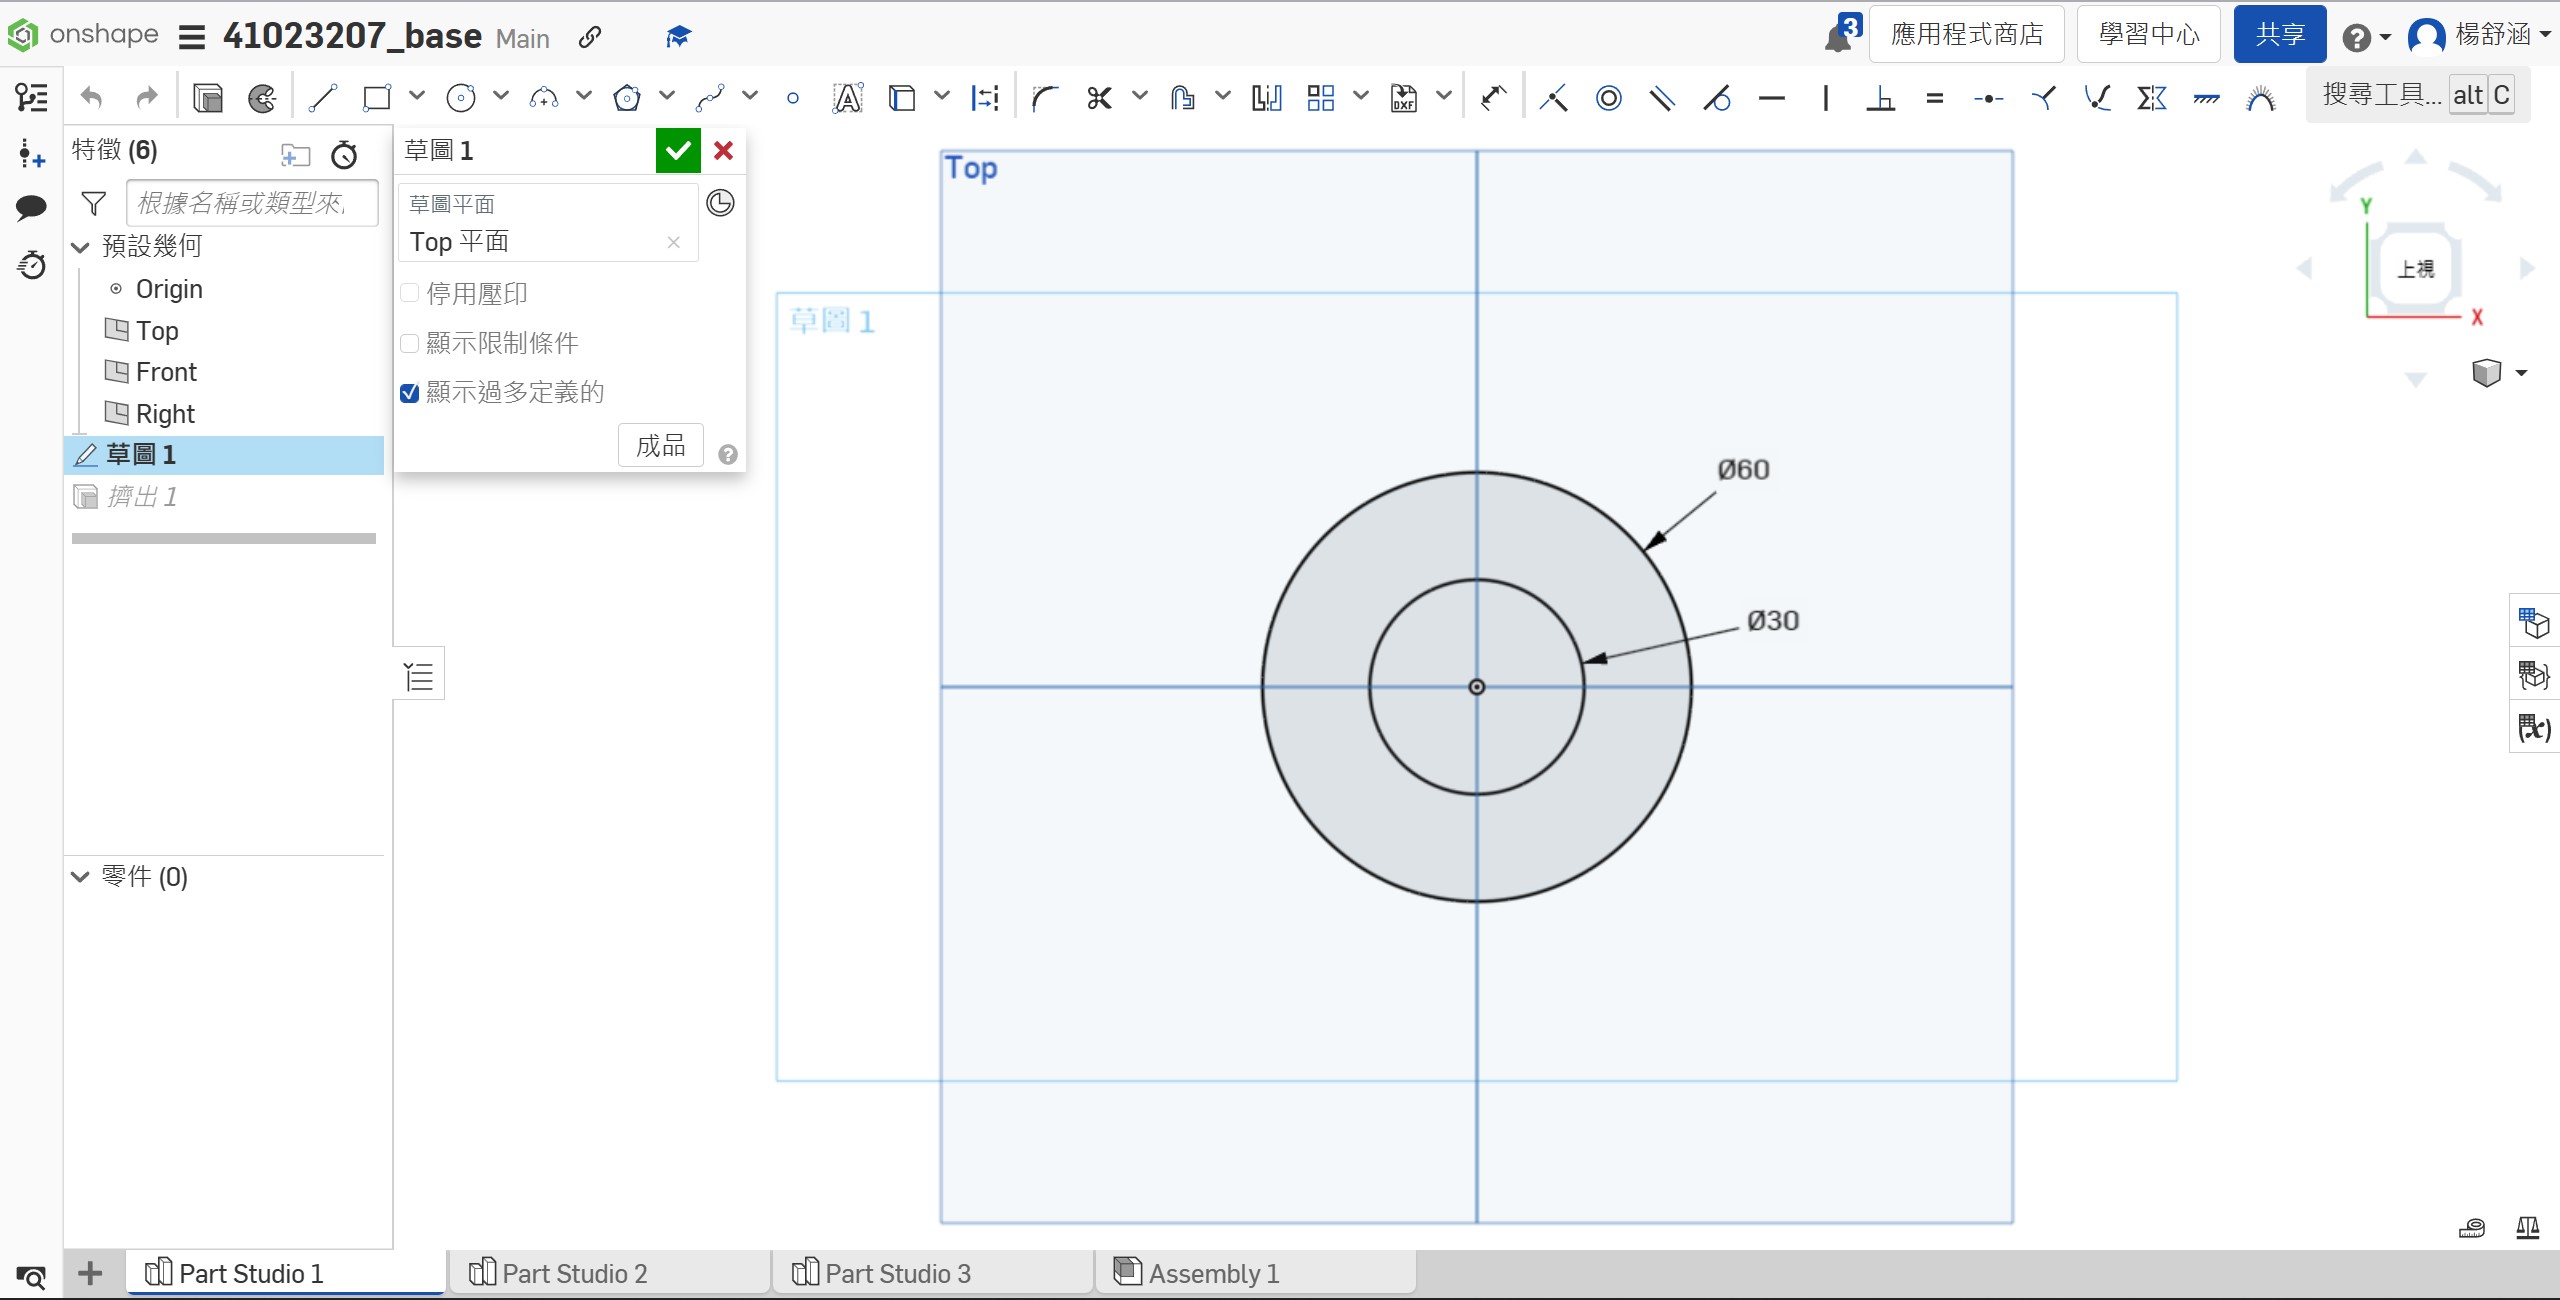 onshape
41023207_base Main
3
應用程式商店
學習中心
共享
楊舒涵
DXF
搜尋工具... alt C
特徵 (6)
根據名稱或類型來
預設幾何
Origin
Top
Front
Right
草圖 1
擠出 1
零件 (0)
草圖 1
草圖平面
Top 平面
停用壓印
顯示限制條件
顯示過多定義的
成品
Top
草圖 1
Ø60
Ø30
Y
上視
X
Part Studio 1
Part Studio 2
Part Studio 3
Assembly 1